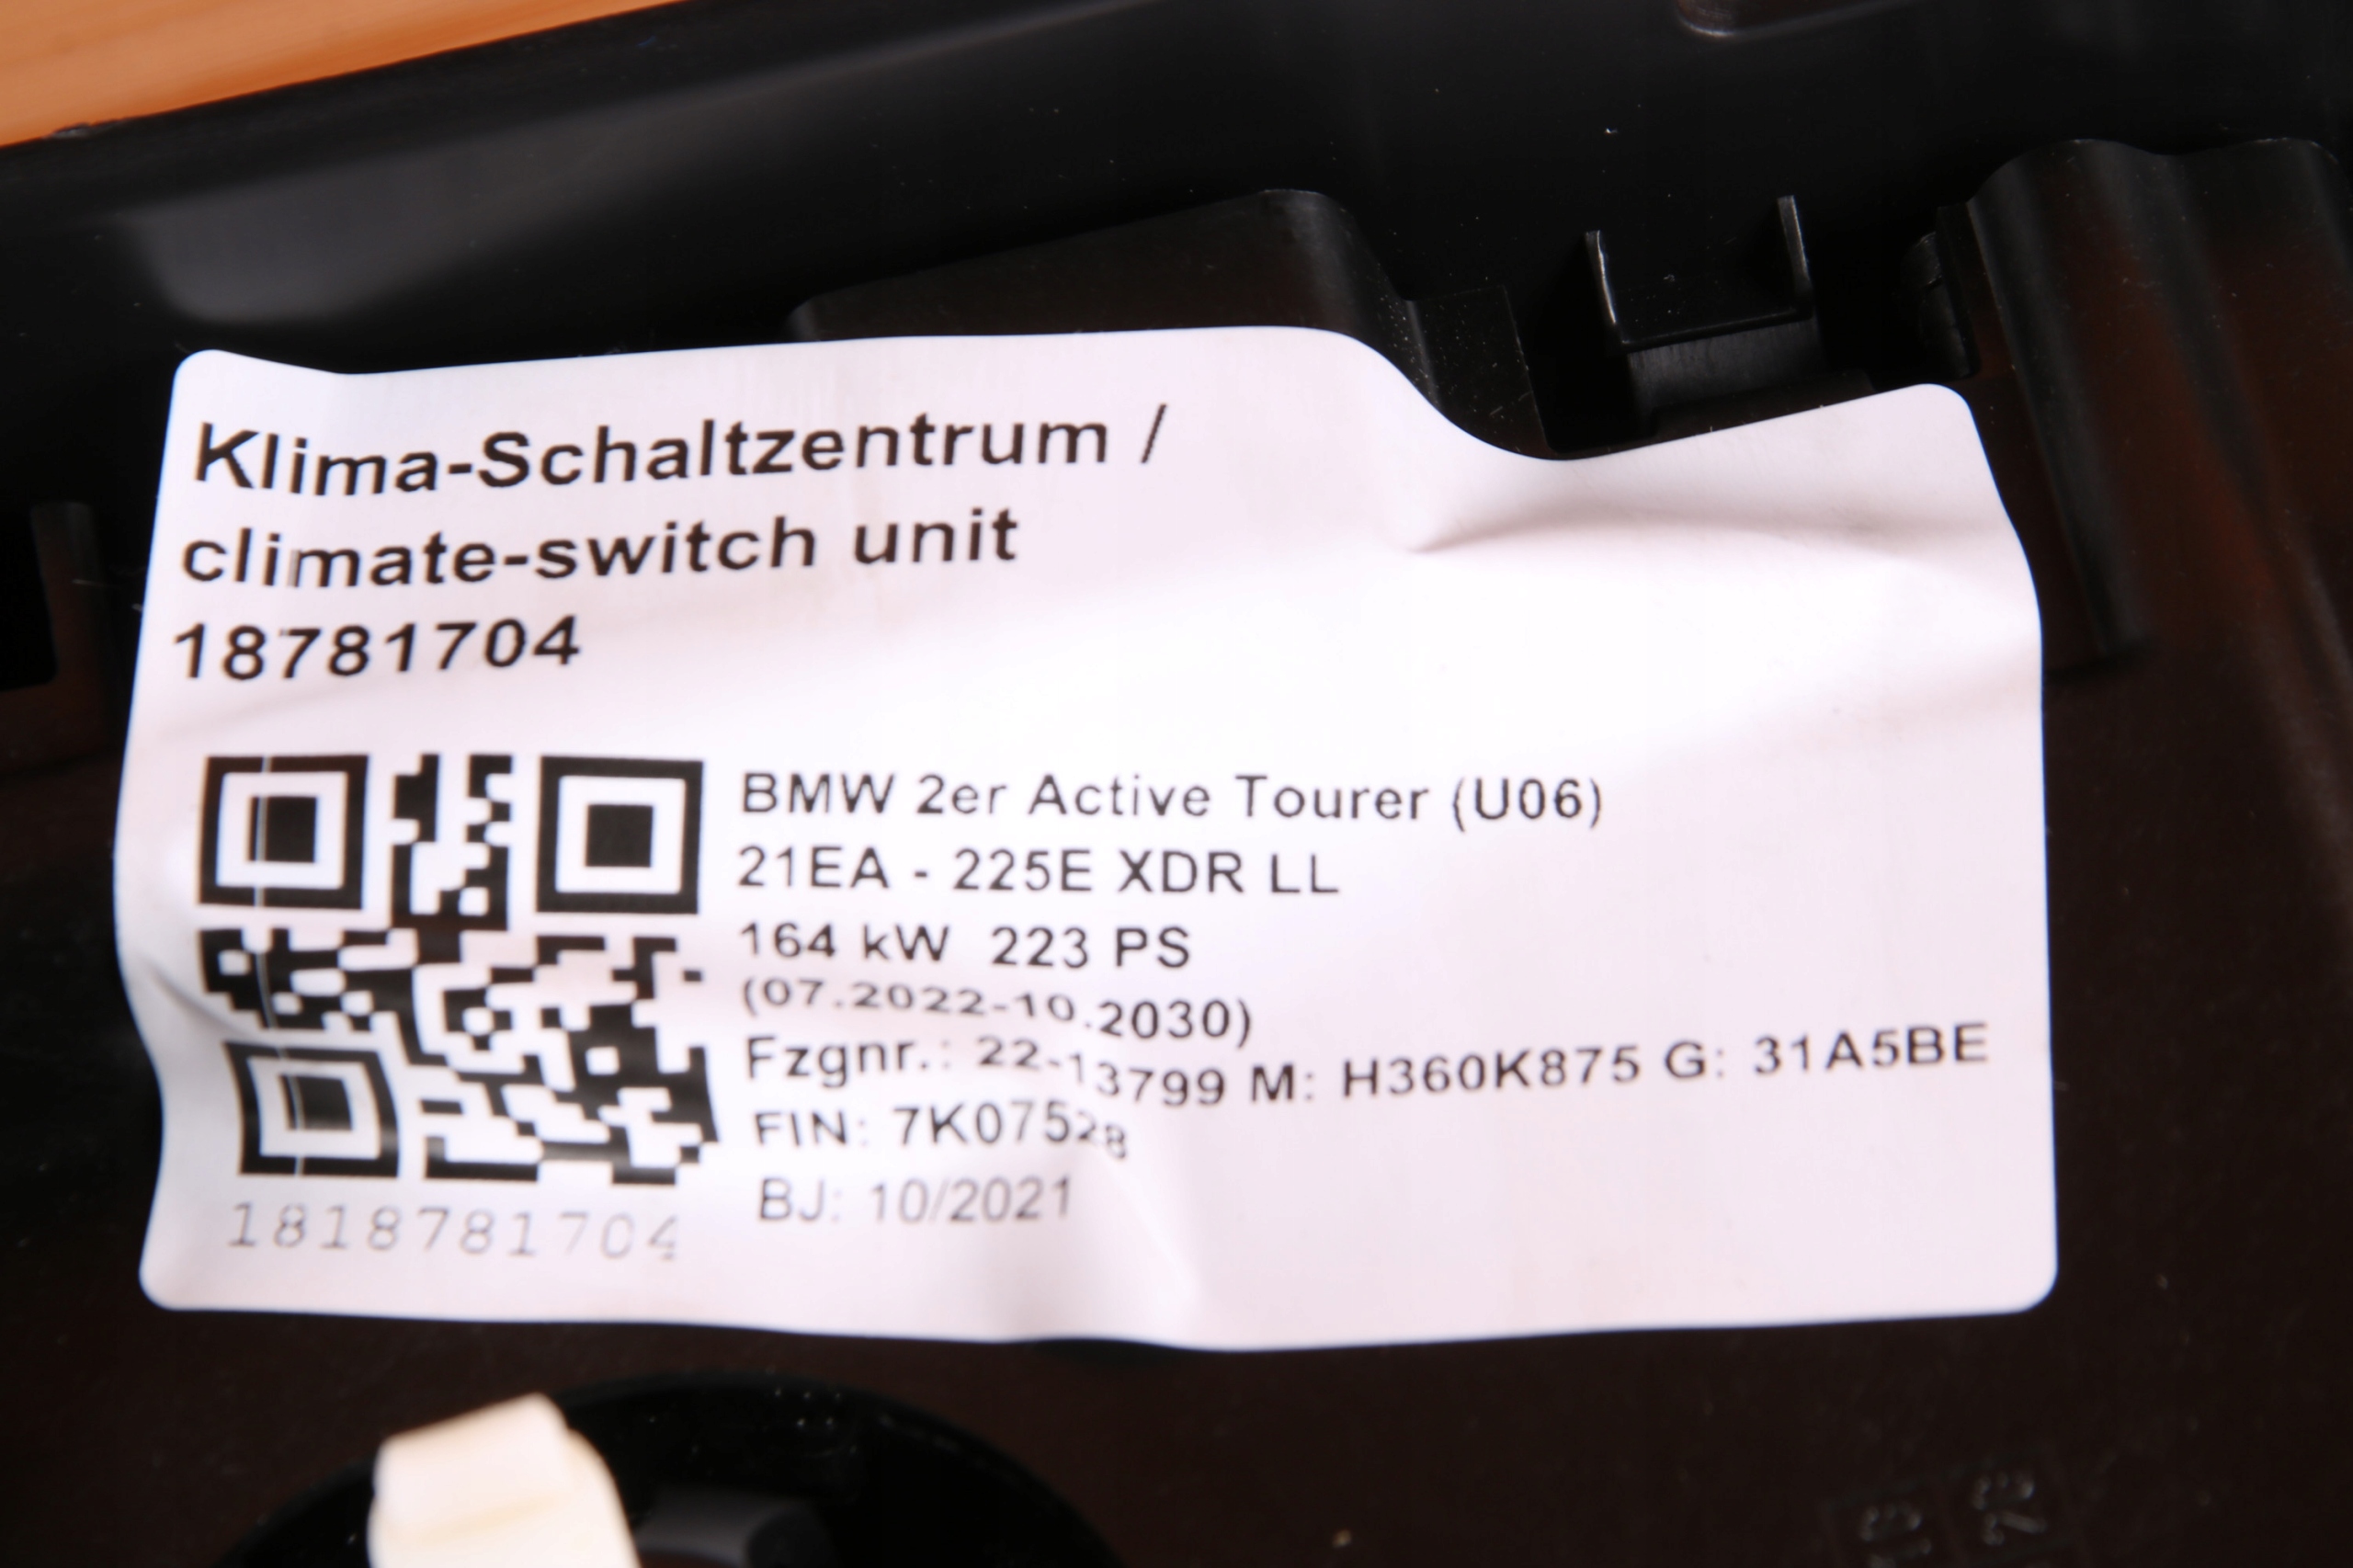 Klima-Schaltzentrum /
climate-switch unit
18781704
BMW 2er Active Tourer (U06)
21EA - 225E XDR LL
164 kW 223 PS
(07.2022-10.2030)
Fzgnr.: 22-13799 M: H360K875 G: 31A5BE
FIN: 7K07528
BJ: 10/2021
1818781704